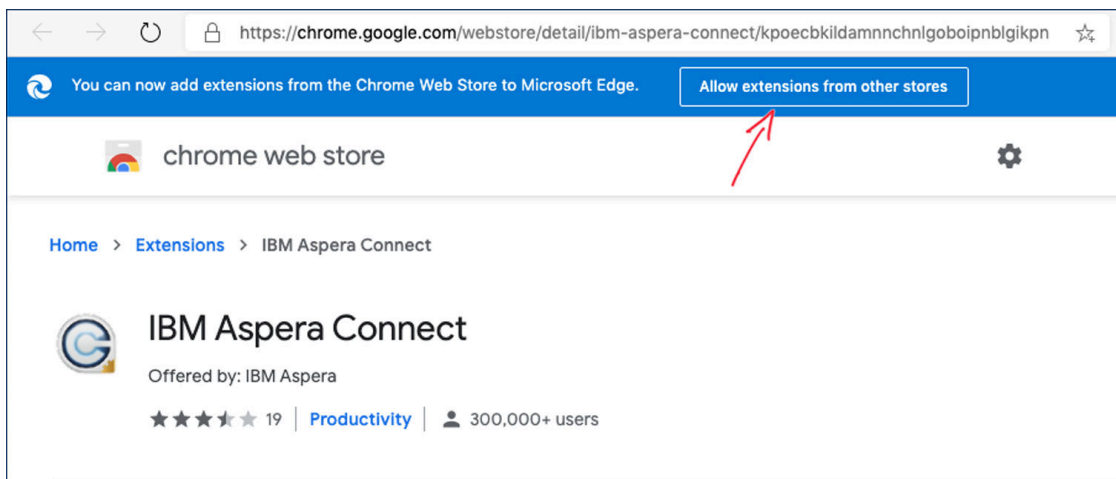 https://chrome.google.com/webstore/detail/ibm-aspera-connect/kpoecbkildamnnchnlgoboipnblgikpn
You can now add extensions from the Chrome Web Store to Microsoft Edge. Allow extensions from other stores
chrome web store
Home > Extensions > IBM Aspera Connect
IBM Aspera Connect
Offered by: IBM Aspera
19 | Productivity | 300,000+ users